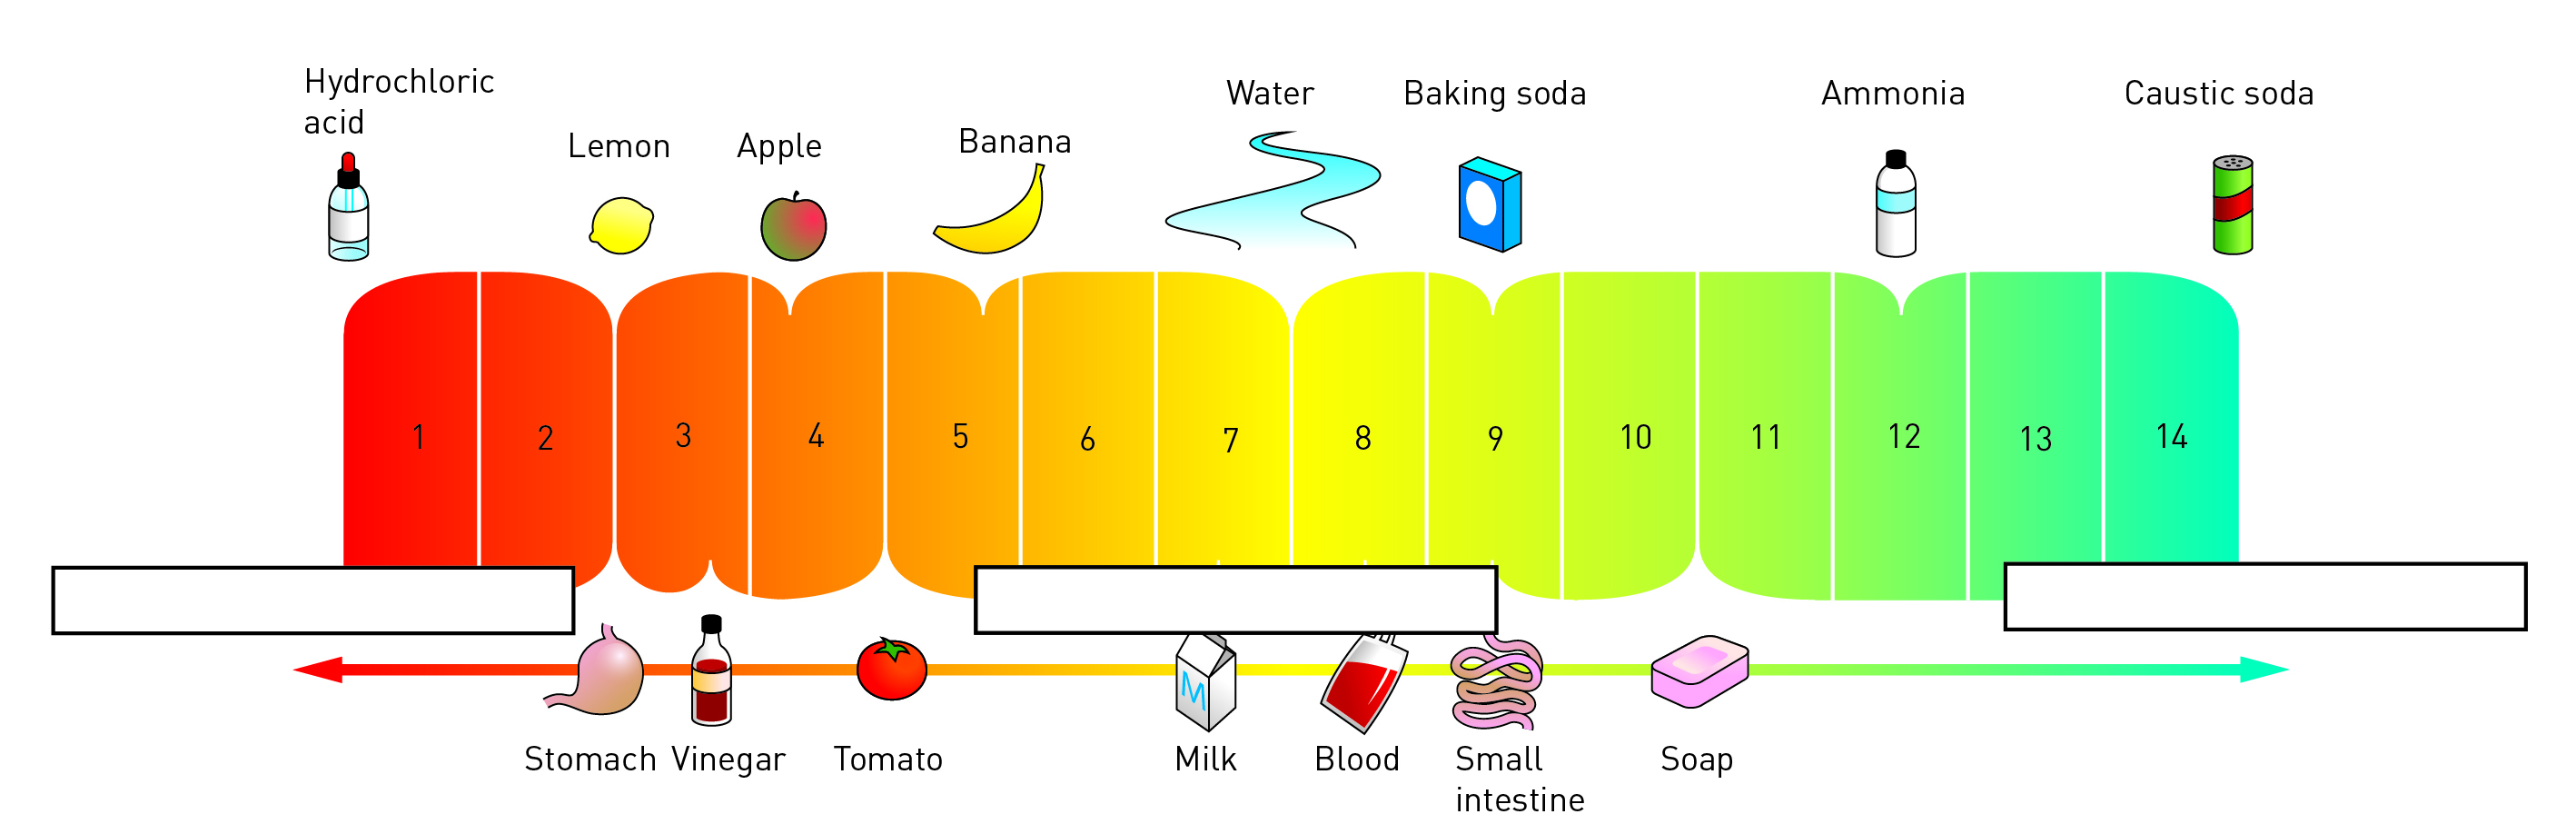 Hydrochloric
acid
Lemon
Apple
Banana
Water
Baking soda
Ammonia
Caustic soda
1 2 3 4 5 6 7 8 9 10 11 12 13 14
M
Stomach Vinegar Tomato Milk Blood Small
intestine
Soap